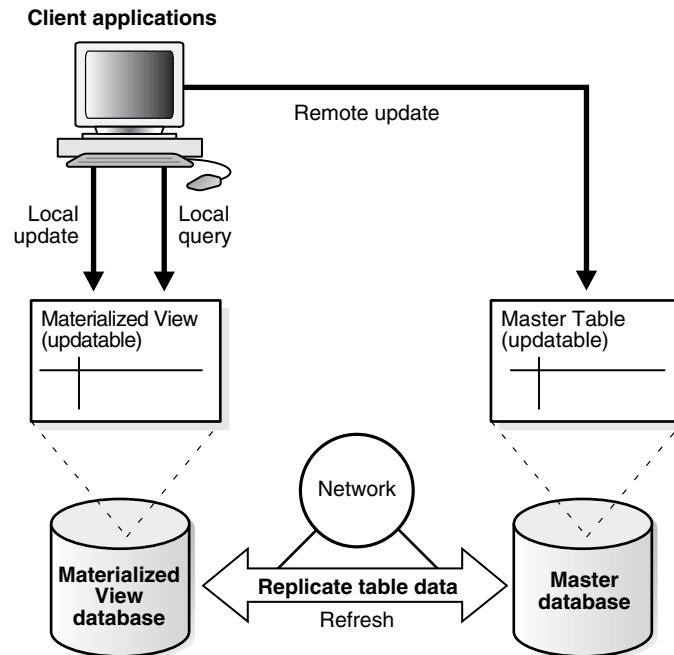 Client applications
Remote update
Local
update
Local
query
Materialized View
(updatable)
Master Table
(updatable)
Network
Materialized
View
database
Replicate table data
Refresh
Master
database